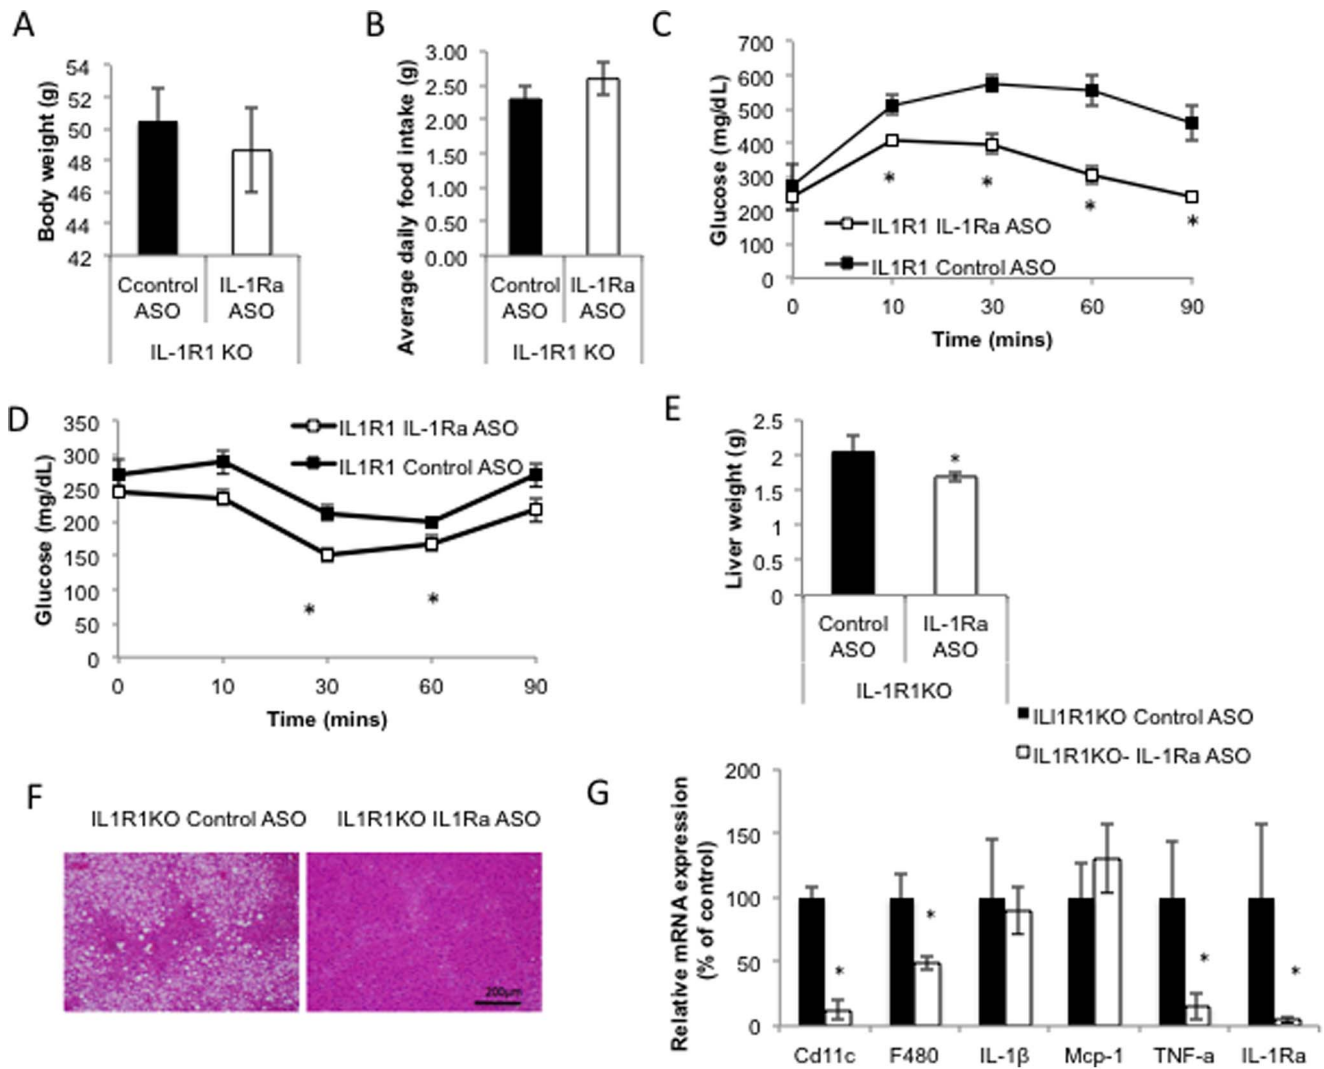 A
Body weight (g)
54
52
50
48
46
44
42
Ccontrol ASO
IL-1Ra ASO
IL-1R1 KO
B
Average daily food intake (g)
3.00
2.50
2.00
1.50
1.00
0.50
0.00
Control ASO
IL-1Ra ASO
IL-1R1 KO
C
Glucose (mg/dL)
700
600
500
400
300
200
100
0
* * * *
IL1R1 IL-1Ra ASO
IL1R1 Control ASO
0 10 30 60 90
Time (mins)
D
Glucose (mg/dL)
350
300
250
200
150
100
50
0
IL1R1 IL-1Ra ASO
IL1R1 Control ASO
* *
0 10 30 60 90
Time (mins)
E
Liver weight (g)
2.5
2
1.5
1
0.5
0
*
Control ASO
IL-1Ra ASO
IL-1R1KO
F
IL1R1KO Control ASO
IL1R1KO IL1Ra ASO
200µm
G
ILI1R1KO Control ASO
IL1R1KO- IL-1Ra ASO
Relative mRNA expression
(% of control)
200
150
100
50
0
* * * *
Cd11c F480 IL-1β Mcp-1 TNF-a IL-1Ra